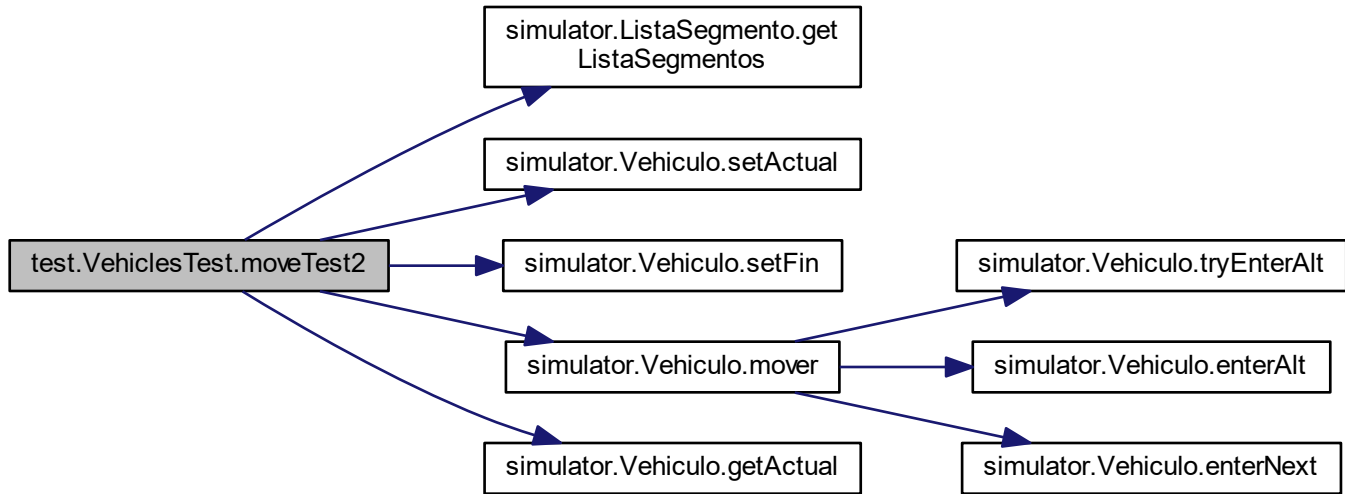 simulator.ListaSegmento.get
ListaSegmentos
simulator.Vehiculo.setActual
test.VehiclesTest.moveTest2
simulator.Vehiculo.setFin
simulator.Vehiculo.tryEnterAlt
simulator.Vehiculo.mover
simulator.Vehiculo.enterAlt
simulator.Vehiculo.getActual
simulator.Vehiculo.enterNext